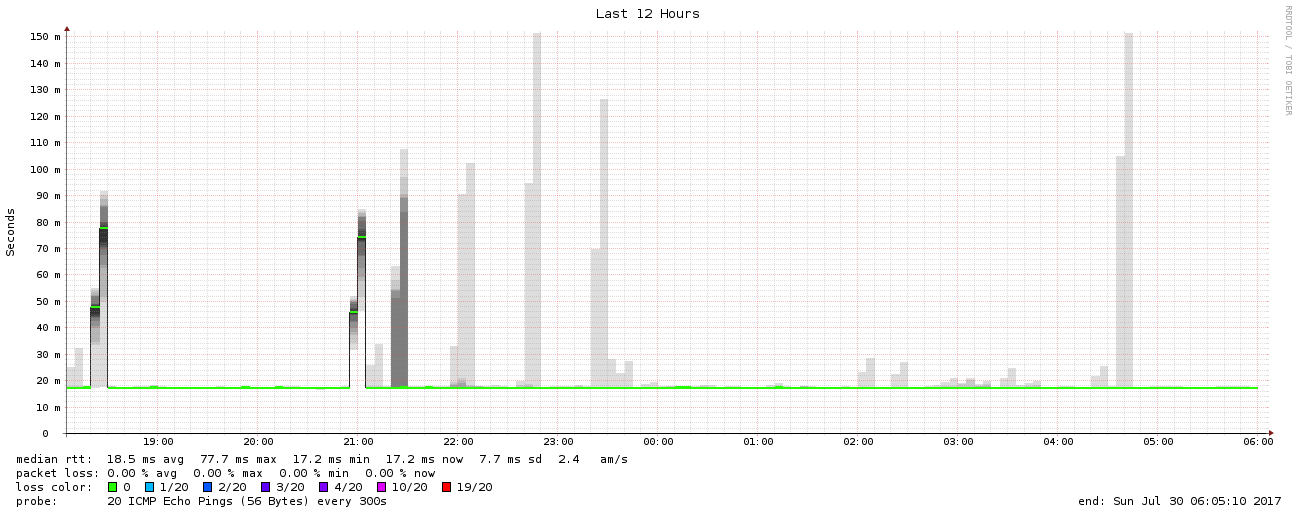 Last 12 Hours
RRDTOOL / TOBI OETIKER
Seconds
150 m
140 m
130 m
120 m
110 m
100 m
90 m
80 m
70 m
60 m
50 m
40 m
30 m
20 m
10 m
0
19:00 20:00 21:00 22:00 23:00 00:00 01:00 02:00 03:00 04:00 05:00 06:00
median rtt: 18.5 ms avg 77.7 ms max 17.2 ms min 17.2 ms now 7.7 ms sd 2.4 am/s
packet loss: 0.00 % avg 0.00 % max 0.00 % min 0.00 % now
loss color: 0 1/20 2/20 3/20 4/20 10/20 19/20
probe: 20 ICMP Echo Pings (56 Bytes) every 300s end: Sun Jul 30 06:05:10 2017